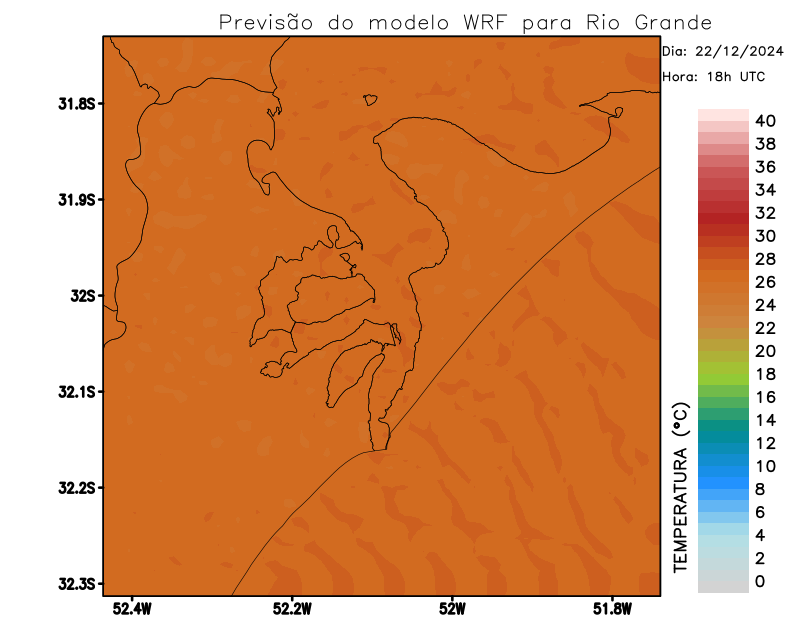 Previsão do modelo WRF para Rio Grande
Dia: 22/12/2024
Hora: 18h UTC
31.8S
31.9S
32S
32.1S
32.2S
32.3S
52.4W
52.2W
52W
51.8W
TEMPERATURA (°C)
40
38
36
34
32
30
28
26
24
22
20
18
16
14
12
10
8
6
4
2
0